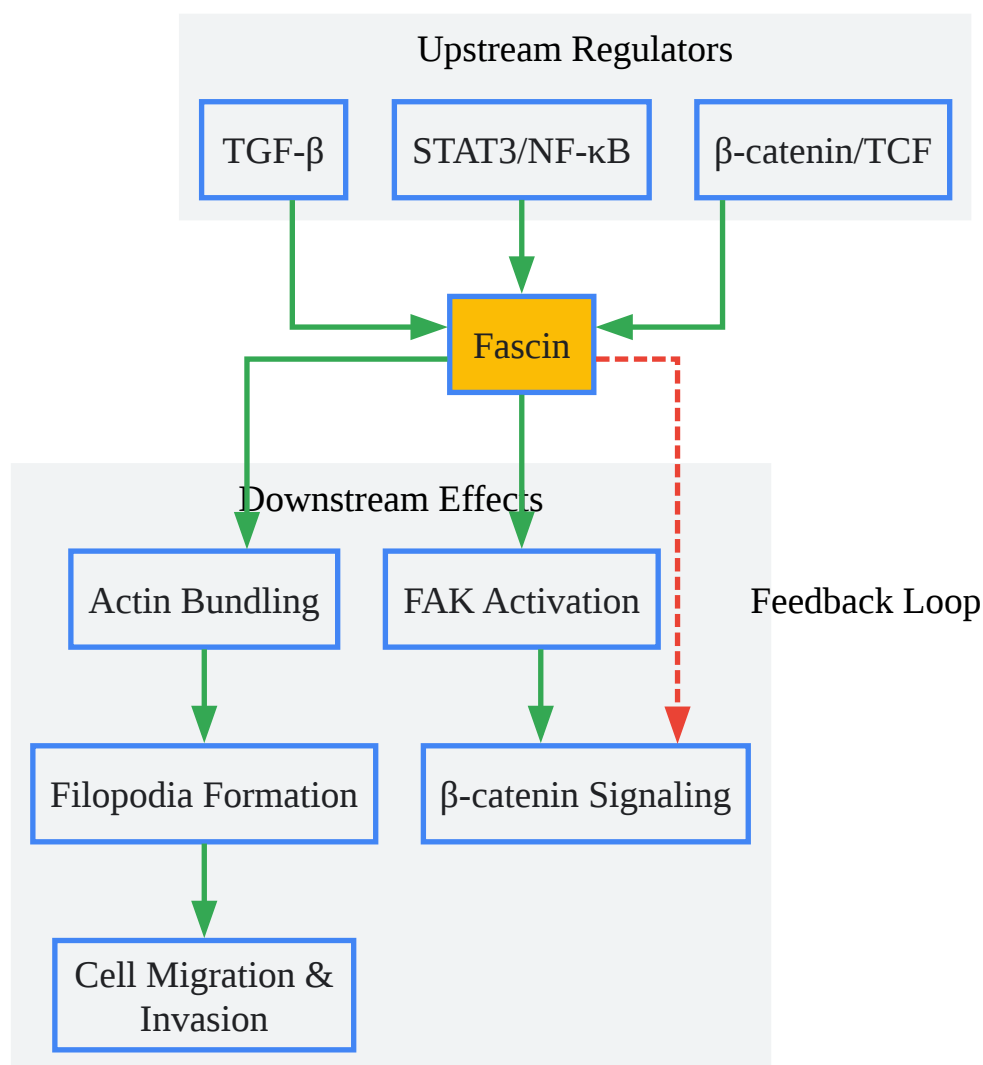 Upstream Regulators
TGF-β
STAT3/NF-κB
β-catenin/TCF
Fascin
Downstream Effects
Actin Bundling
FAK Activation
Feedback Loop
Filopodia Formation
β-catenin Signaling
Cell Migration &
Invasion